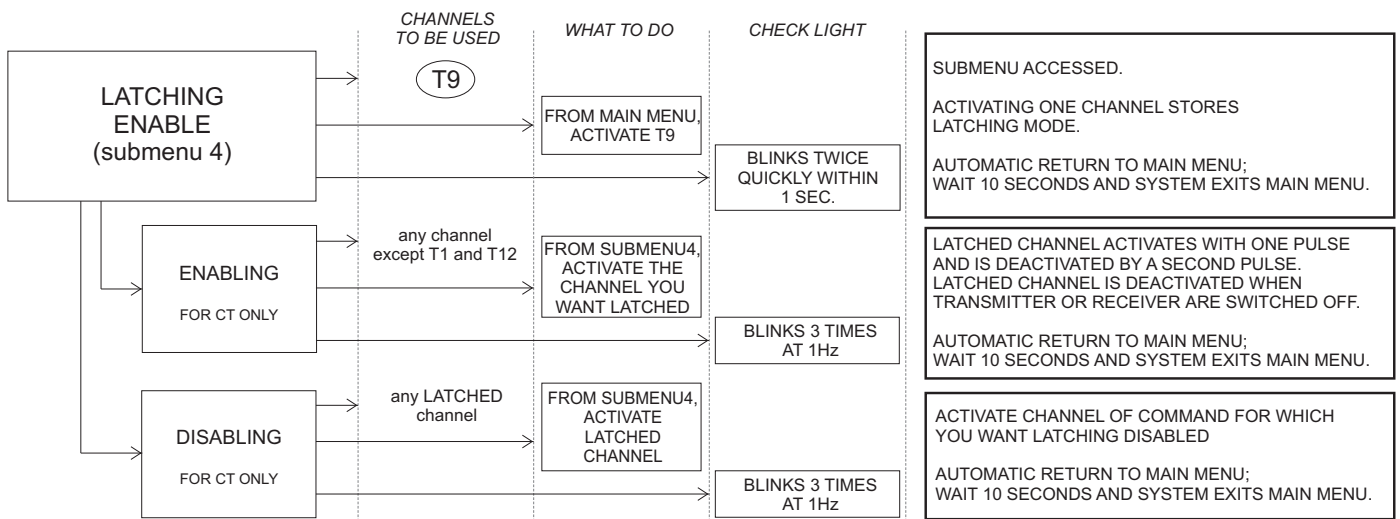 CHANNELS
TO BE USED
WHAT TO DO
CHECK LIGHT
LATCHING
ENABLE
(submenu 4)
T9
FROM MAIN MENU,
ACTIVATE T9
BLINKS TWICE
QUICKLY WITHIN
1 SEC.
SUBMENU ACCESSED.
ACTIVATING ONE CHANNEL STORES
LATCHING MODE.
AUTOMATIC RETURN TO MAIN MENU;
WAIT 10 SECONDS AND SYSTEM EXITS MAIN MENU.
ENABLING
FOR CT ONLY
any channel
except T1 and T12
FROM SUBMENU4,
ACTIVATE THE
CHANNEL YOU
WANT LATCHED
BLINKS 3 TIMES
AT 1Hz
LATCHED CHANNEL ACTIVATES WITH ONE PULSE
AND IS DEACTIVATED BY A SECOND PULSE.
LATCHED CHANNEL IS DEACTIVATED WHEN
TRANSMITTER OR RECEIVER ARE SWITCHED OFF.
AUTOMATIC RETURN TO MAIN MENU;
WAIT 10 SECONDS AND SYSTEM EXITS MAIN MENU.
DISABLING
FOR CT ONLY
any LATCHED
channel
FROM SUBMENU4,
ACTIVATE
LATCHED
CHANNEL
BLINKS 3 TIMES
AT 1Hz
ACTIVATE CHANNEL OF COMMAND FOR WHICH
YOU WANT LATCHING DISABLED
AUTOMATIC RETURN TO MAIN MENU;
WAIT 10 SECONDS AND SYSTEM EXITS MAIN MENU.